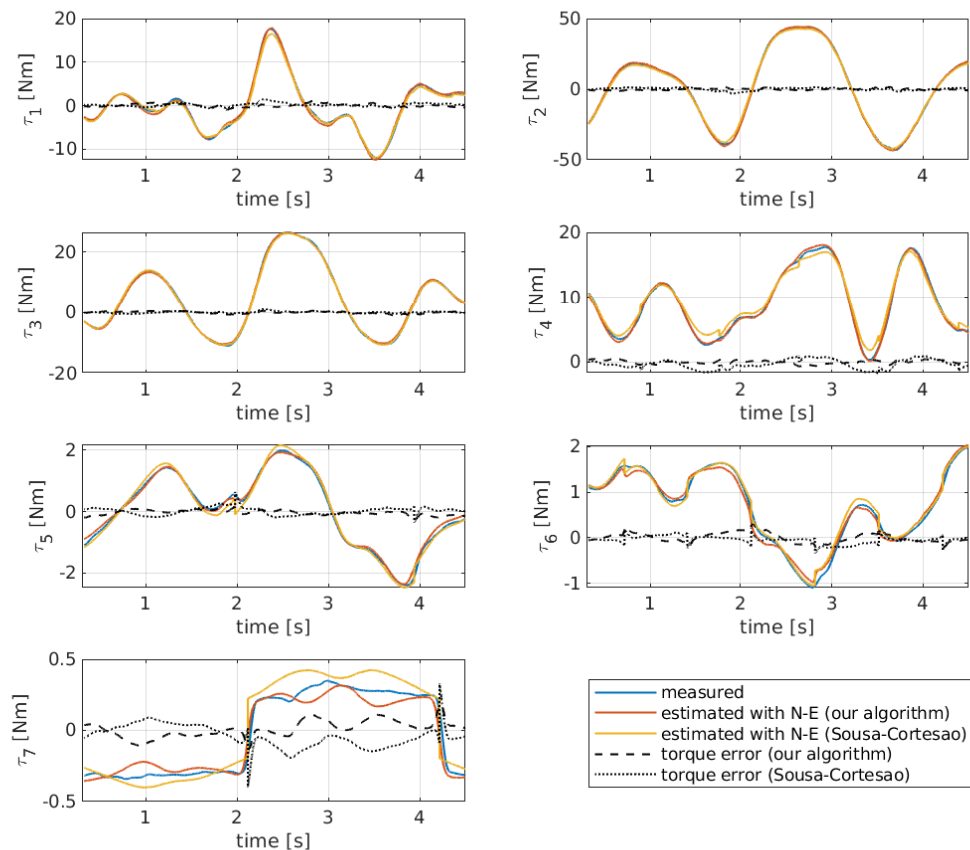 20
10
0
-10
τ1 [Nm]
1 2 3 4
time [s]
50
0
-50
τ2 [Nm]
1 2 3 4
time [s]
20
0
-20
τ3 [Nm]
1 2 3 4
time [s]
20
10
0
τ4 [Nm]
1 2 3 4
time [s]
2
0
-2
τ5 [Nm]
1 2 3 4
time [s]
2
1
0
-1
τ6 [Nm]
1 2 3 4
time [s]
0.5
0
-0.5
τ7 [Nm]
1 2 3 4
time [s]
measured
estimated with N-E (our algorithm)
estimated with N-E (Sousa-Cortesao)
torque error (our algorithm)
torque error (Sousa-Cortesao)